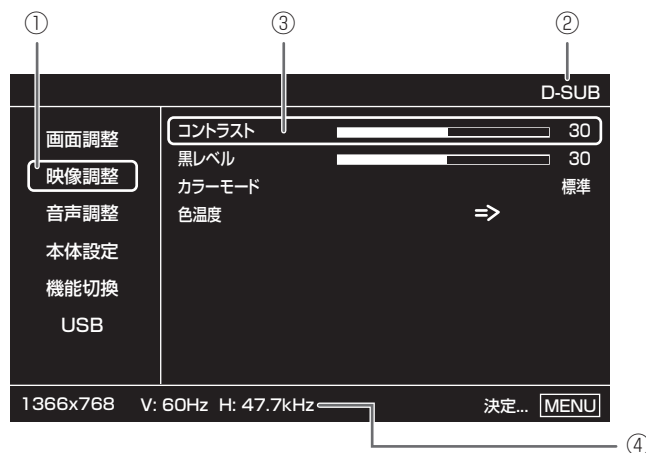 ① ③ ②
D-SUB
画面調整
映像調整
音声調整
本体設定
機能切換
USB
コントラスト 30
黒レベル 30
カラーモード 標準
色温度 =>
1366x768 V: 60Hz H: 47.7kHz 決定... MENU
④